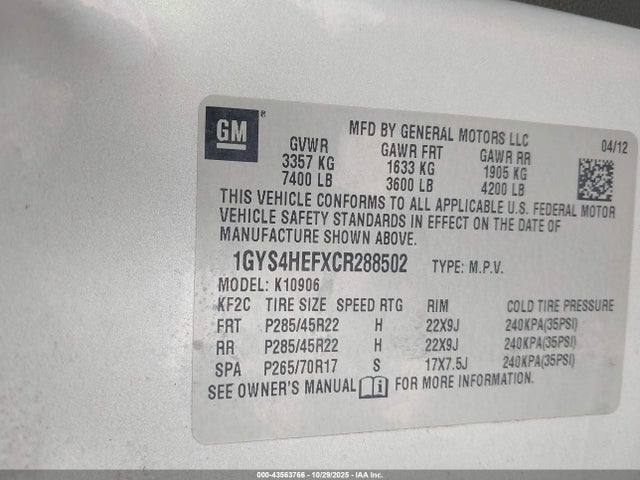 GM
MFD BY GENERAL MOTORS LLC
04/12
GVWR GAWR FRT GAWR RR
3357 KG 1633 KG 1905 KG
7400 LB 3600 LB 4200 LB
THIS VEHICLE CONFORMS TO ALL APPLICABLE U.S. FEDERAL MOTOR
VEHICLE SAFETY STANDARDS IN EFFECT ON THE DATE OF
MANUFACTURE SHOWN ABOVE.
1GYS4HEFXCR288502 TYPE: M.P.V.
MODEL: K10906
KF2C TIRE SIZE SPEED RTG RIM COLD TIRE PRESSURE
FRT P285/45R22 H 22X9J 240KPA(35PSI)
RR P285/45R22 H 22X9J 240KPA(35PSI)
SPA P265/70R17 S 17X7.5J 240KPA(35PSI)
SEE OWNER'S MANUAL i FOR MORE INFORMATION.
000-43563766 - 10/29/2025 - IAAI, Inc.